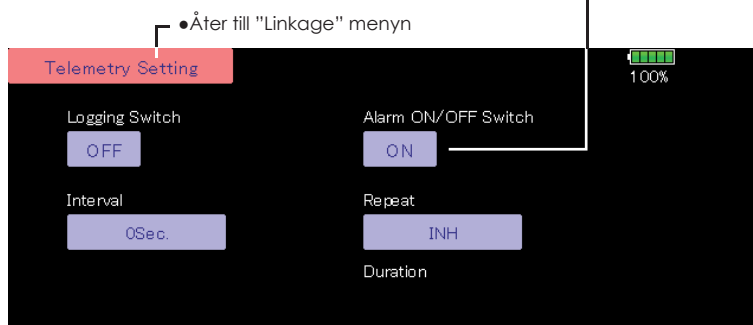 ●Åter till ”Linkage” menyn
Telemetry Setting
100%
Logging Switch
Alarm ON/OFF Switch
OFF
ON
Interval
Repeat
0Sec.
INH
Duration